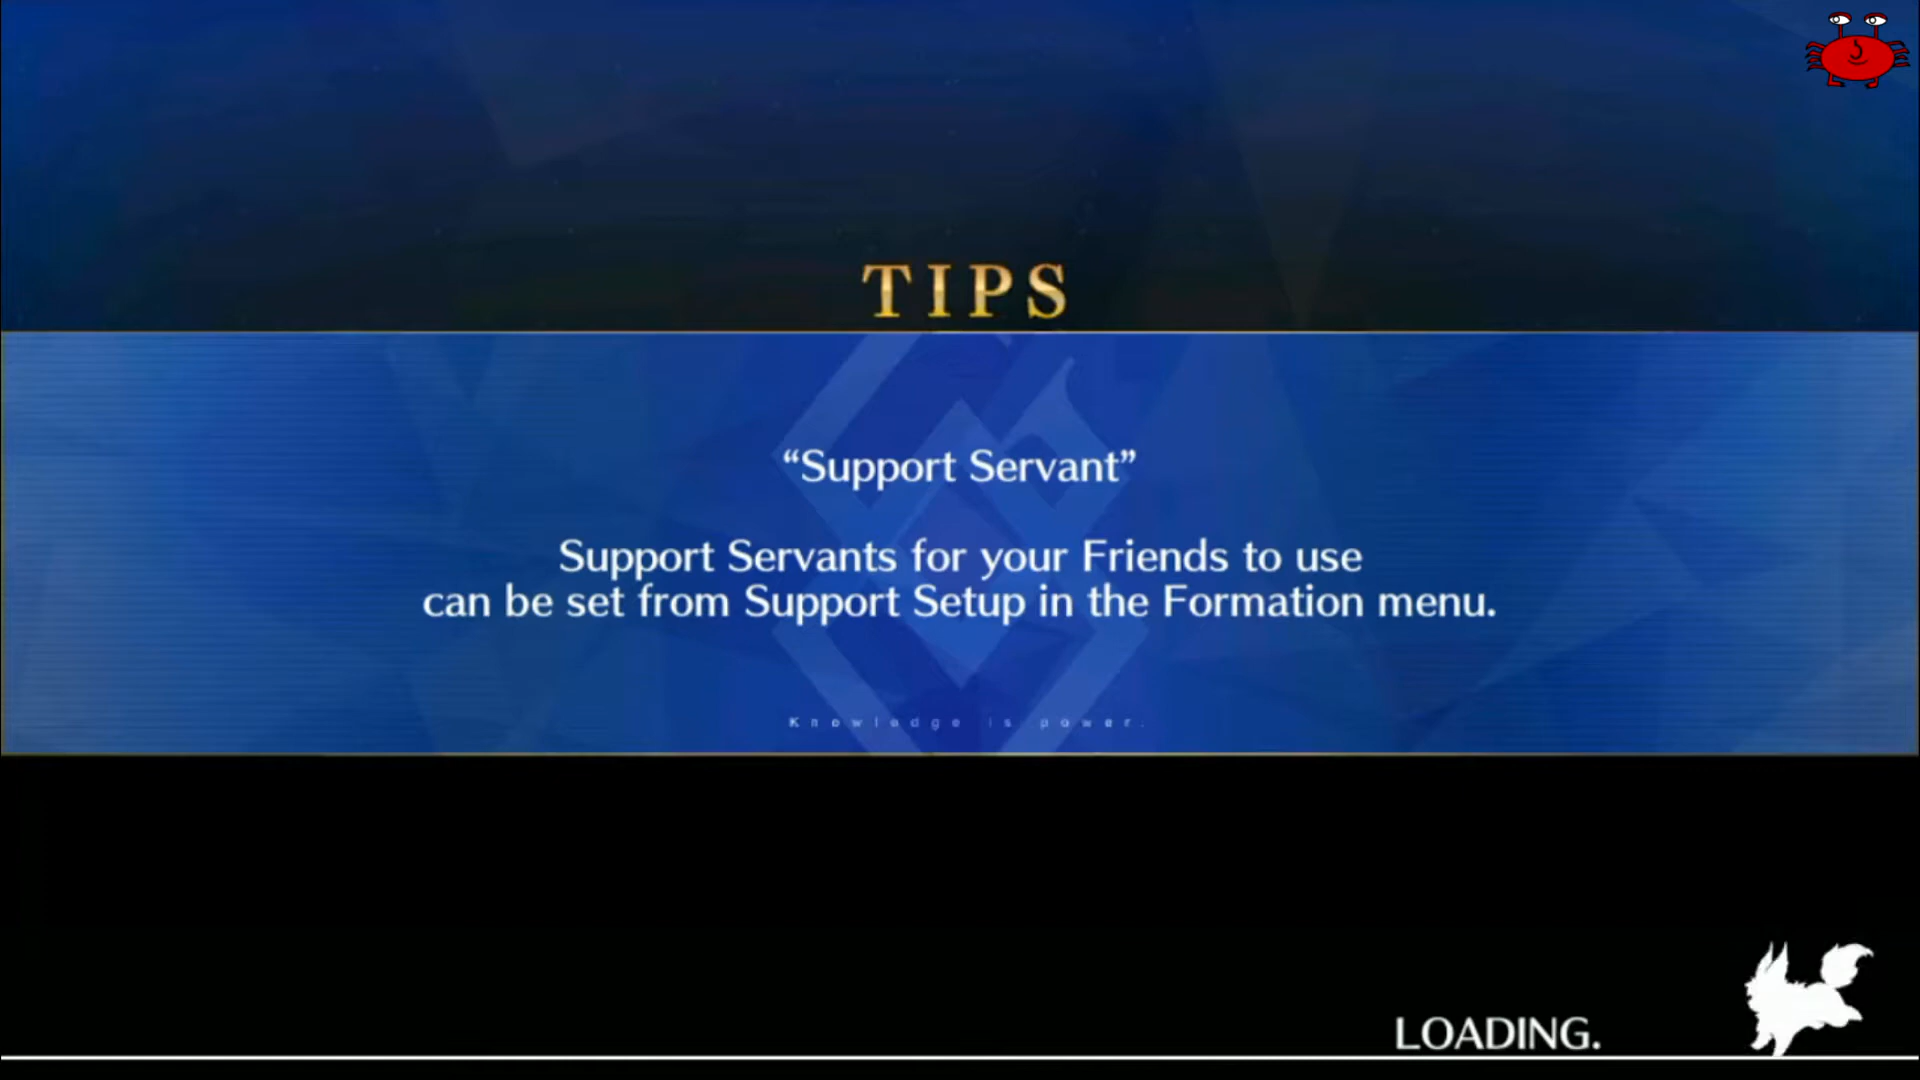 TIPS
“Support Servant”
Support Servants for your Friends to use
can be set from Support Setup in the Formation menu.
Knowledge is power.
LOADING.